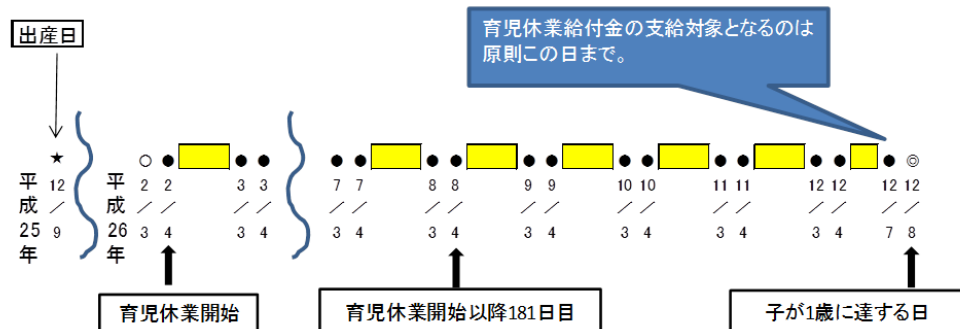 育児休業給付金の支給対象となるのは
原則この日まで。
出産日
★ ○ ● ● ● ● ● ● ● ● ● ● ● ● ● ● ● ● ◎
平成25年 12/9 平成26年 2/3 2/4 3/3 3/4 7/3 7/4 8/3 8/4 9/3 9/4 10/3 10/4 11/3 11/4 12/3 12/4 12/7 12/8
育児休業開始
育児休業開始以降181日目
子が1歳に達する日